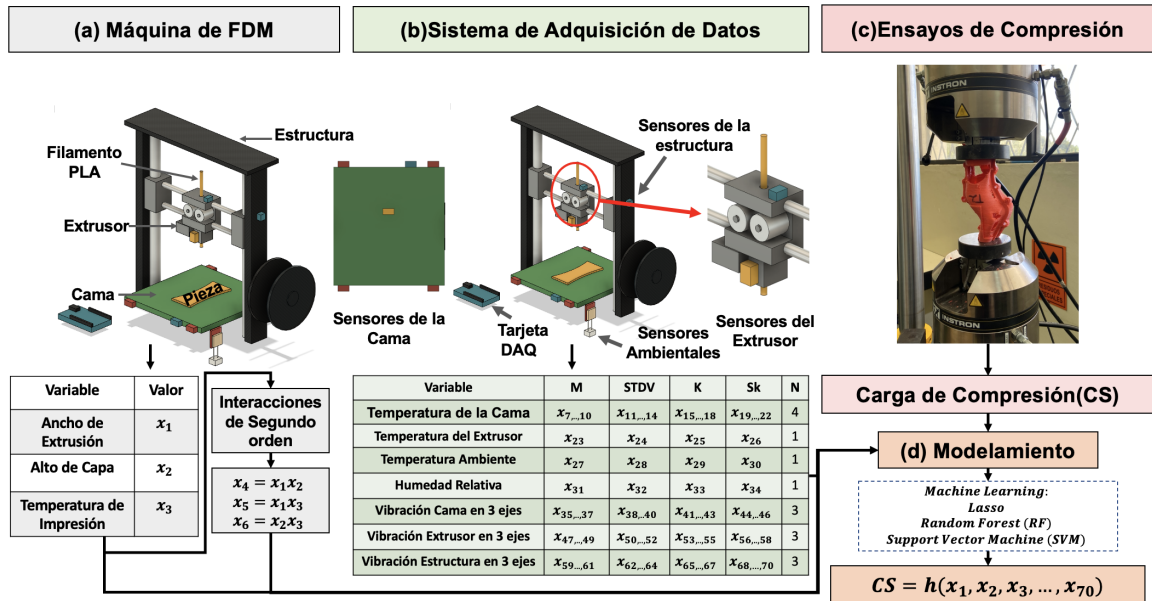 (a) Máquina de FDM
Estructura
Filamento
PLA
Extrusor
Cama
Pieza
Variable Valor
Ancho de
Extrusión x₁
Alto de Capa x₂
Temperatura de
Impresión x₃
Interacciones
de Segundo
orden
x₄ = x₁x₂
x₅ = x₁x₃
x₆ = x₂x₃
(b)Sistema de Adquisición de Datos
Sensores de la
estructura
Sensores de la
Cama
Tarjeta
DAQ
Sensores
Ambientales
Sensores del
Extrusor
Variable M STDV K Sk N
Temperatura de la Cama x₇,..,₁₀ x₁₁,..,₁₄ x₁₅,..,₁₈ x₁₉,..,₂₂ 4
Temperatura del Extrusor x₂₃ x₂₄ x₂₅ x₂₆ 1
Temperatura Ambiente x₂₇ x₂₈ x₂₉ x₃₀ 1
Humedad Relativa x₃₁ x₃₂ x₃₃ x₃₄ 1
Vibración Cama en 3 ejes x₃₅,..,₃₇ x₃₈,..₄₀ x₄₁,..,₄₃ x₄₄,..,₄₆ 3
Vibración Extrusor en 3 ejes x₄₇,..,₄₉ x₅₀,..,₅₂ x₅₃,..,₅₅ x₅₆,..,₅₈ 3
Vibración Estructura en 3 ejes x₅₉...,₆₁ x₆₂,..,₆₄ x₆₅,..,₆₇ x₆₈,...,₇₀ 3
(c)Ensayos de Compresión
INSTRON
INSTRON
Carga de Compresión(CS)
(d) Modelamiento
Machine Learning:
Lasso
Random Forest (RF)
Support Vector Machine (SVM)
CS = h(x₁, x₂, x₃, ... , x₇₀)